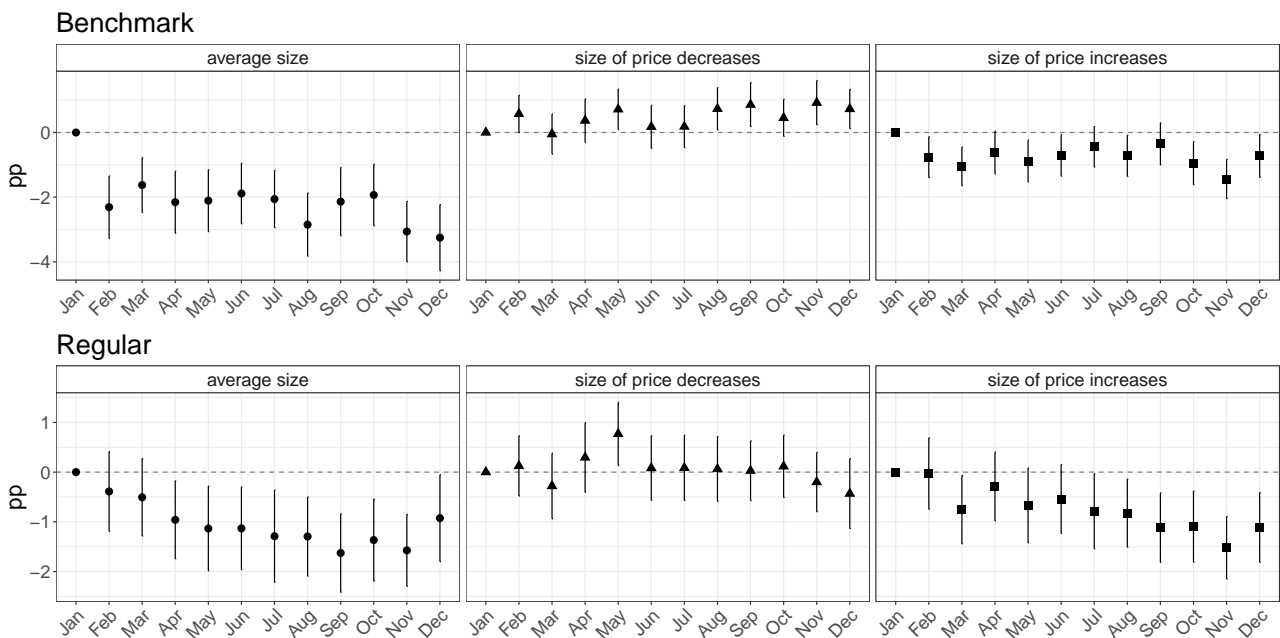 Benchmark
average size size of price decreases size of price increases
0
−2
−4
pp
Jan Feb Mar Apr May Jun Jul Aug Sep Oct Nov Dec Jan Feb Mar Apr May Jun Jul Aug Sep Oct Nov Dec Jan Feb Mar Apr May Jun Jul Aug Sep Oct Nov Dec
Regular
average size size of price decreases size of price increases
1
0
−1
−2
pp
Jan Feb Mar Apr May Jun Jul Aug Sep Oct Nov Dec Jan Feb Mar Apr May Jun Jul Aug Sep Oct Nov Dec Jan Feb Mar Apr May Jun Jul Aug Sep Oct Nov Dec